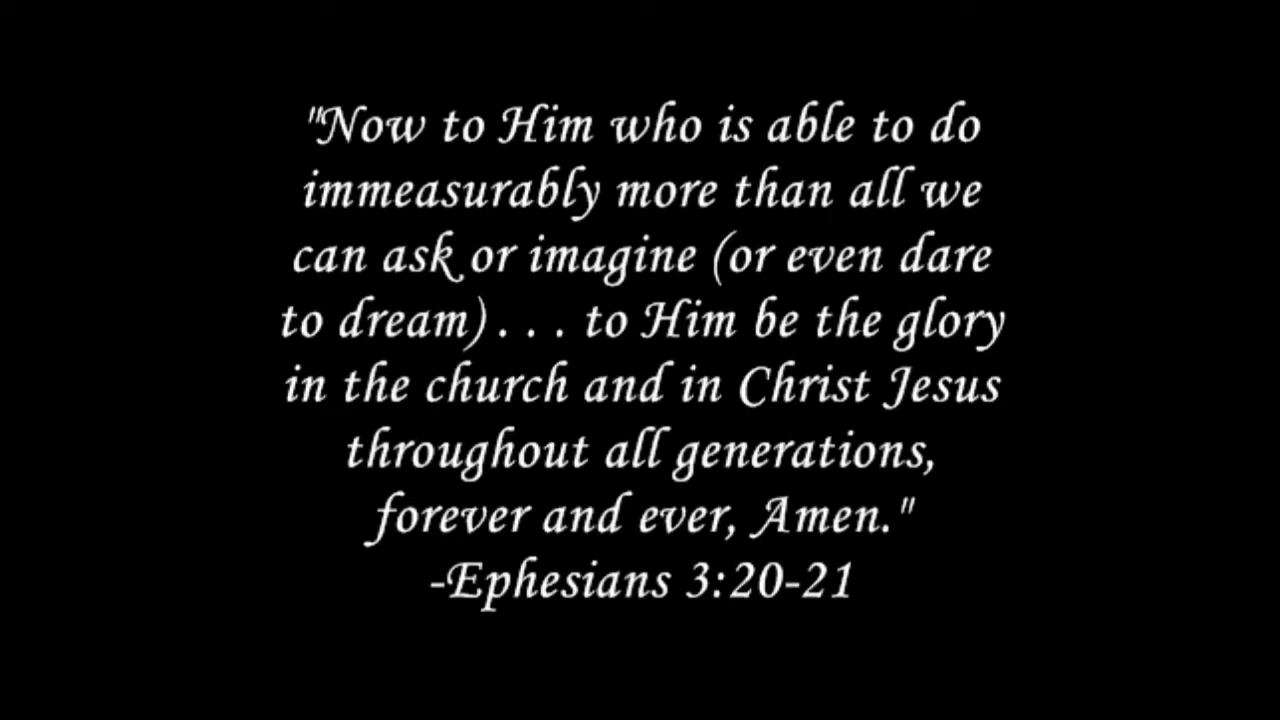 "Now to Him who is able to do
immeasurably more than all we
can ask or imagine (or even dare
to dream) . . . to Him be the glory
in the church and in Christ Jesus
throughout all generations,
forever and ever, Amen."
-Ephesians 3:20-21